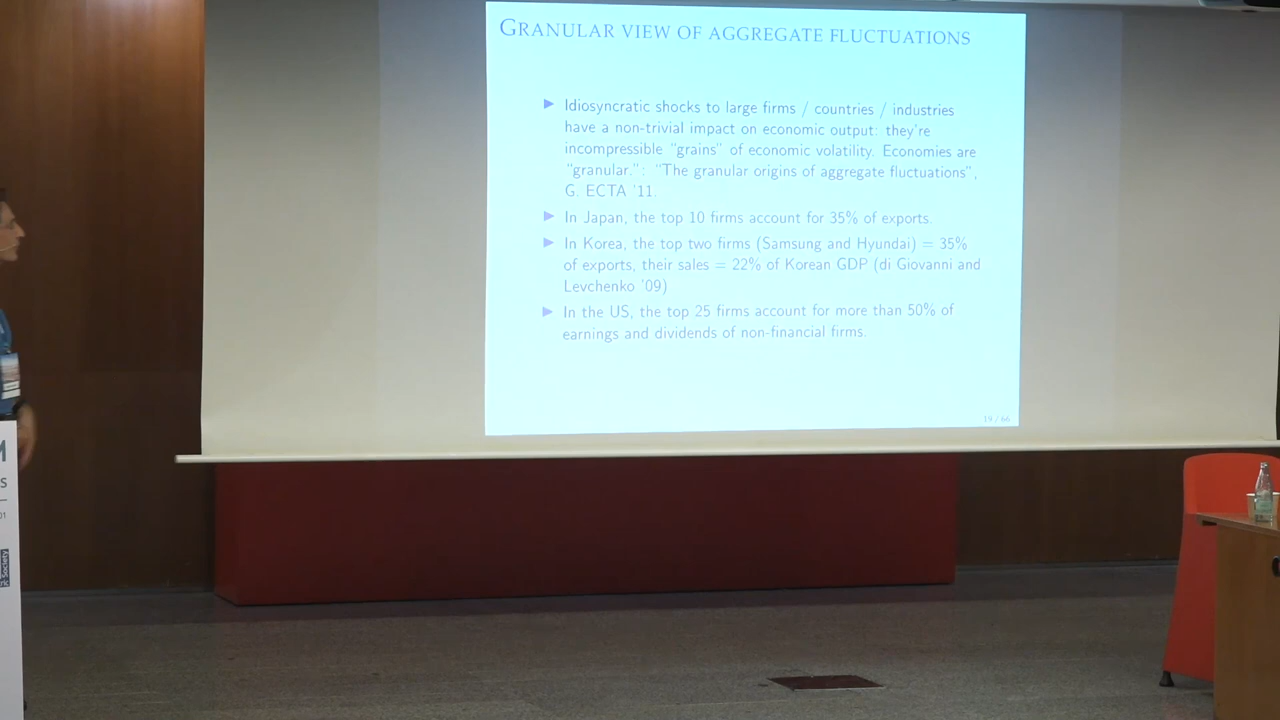 GRANULAR VIEW OF AGGREGATE FLUCTUATIONS
Idiosyncratic shocks to large firms / countries / industries
have a non-trivial impact on economic output: they're
incompressible "grains" of economic volatility. Economies are
"granular.": "The granular origins of aggregate fluctuations",
G. ECTA '11.
In Japan, the top 10 firms account for 35% of exports.
In Korea, the top two firms (Samsung and Hyundai) = 35%
of exports, their sales = 22% of Korean GDP (di Giovanni and
Levchenko '09)
In the US, the top 25 firms account for more than 50% of
earnings and dividends of non-financial firms.
19 / 66
M
S
01
Society